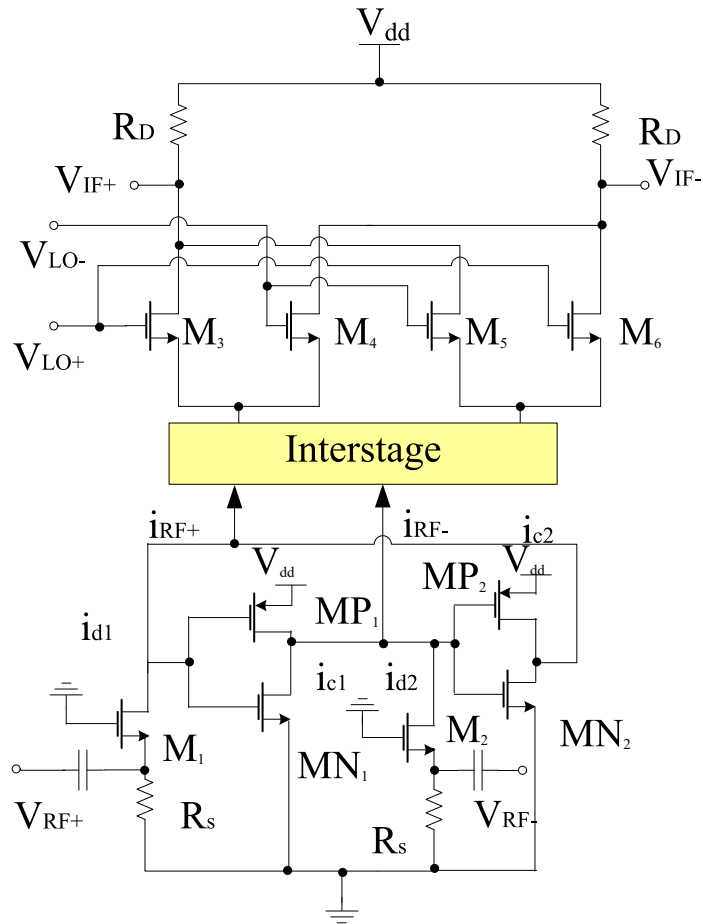 Vdd
RD
RD
VIF+
VIF-
VLO-
M3
M4
M5
M6
VLO+
Interstage
iRF+
iRF-
ic2
Vdd
Vdd
MP2
MP1
id1
ic1
id2
M1
M2
MN2
MN1
VRF+
Rs
Rs
VRF-